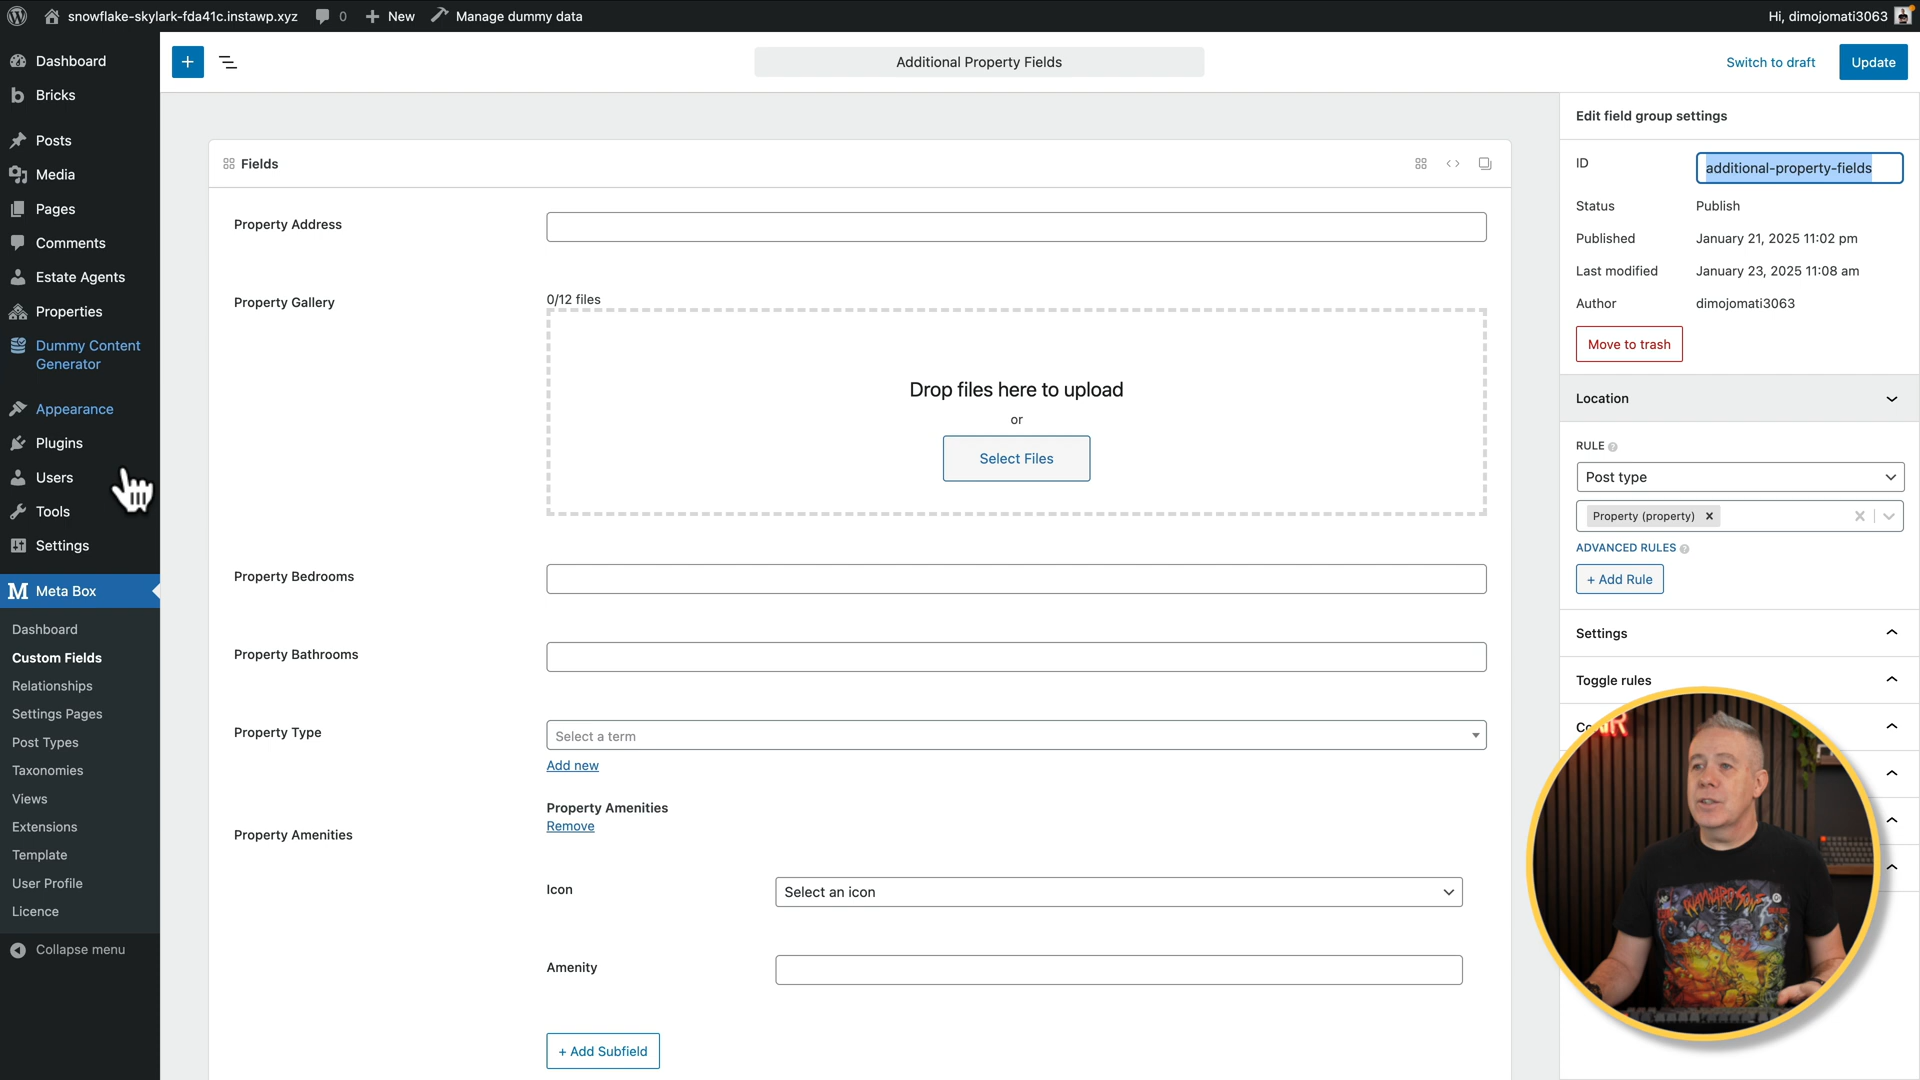 snowflake-skylark-fda41c.instawp.xyz
0
New
Manage dummy data
Hi, dimojomati3063
Dashboard
Bricks
Posts
Media
Pages
Comments
Estate Agents
Properties
Dummy Content
Generator
Appearance
Plugins
Users
Tools
Settings
Meta Box
Dashboard
Custom Fields
Relationships
Settings Pages
Post Types
Taxonomies
Views
Extensions
Template
User Profile
Licence
Collapse menu
Additional Property Fields
Switch to draft
Update
Fields
Property Address
Property Gallery
0/12 files
Drop files here to upload
or
Select Files
Property Bedrooms
Property Bathrooms
Property Type
Select a term
Add new
Property Amenities
Property Amenities
Remove
Icon
Select an icon
Amenity
+ Add Subfield
Edit field group settings
ID
additional-property-fields
Status
Publish
Published
January 21, 2025 11:02 pm
Last modified
January 23, 2025 11:08 am
Author
dimojomati3063
Move to trash
Location
RULE
Post type
Property (property)
ADVANCED RULES
+ Add Rule
Settings
Toggle rules